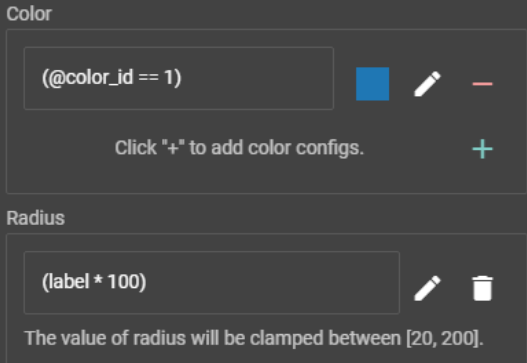 Color
(@color_id == 1)
Click "+" to add color configs.
Radius
(label * 100)
The value of radius will be clamped between [20, 200].